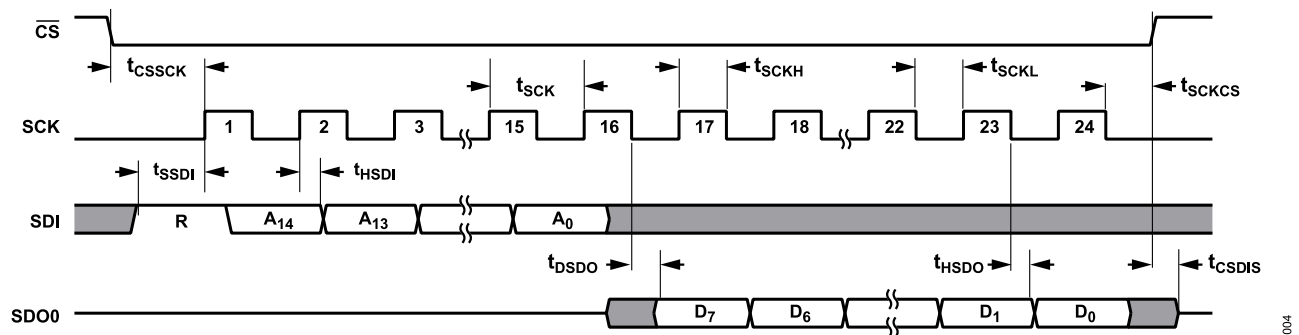 CS
tCSSCK
tSCK
tSCKH
tSCKL
tSCKCS
SCK 1 2 3 15 16 17 18 22 23 24
tSSDI
tHSDI
SDI R A14 A13 A0
tDSDO
tHSDO
tCSDIS
SDO0 D7 D6 D1 D0
004